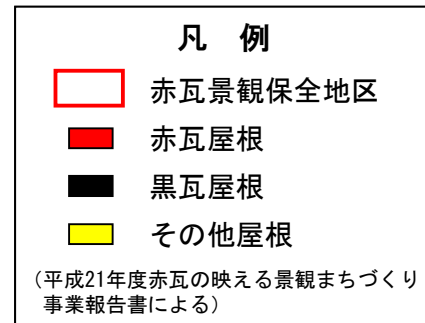 凡 例
赤瓦景観保全地区
赤瓦屋根
黒瓦屋根
その他屋根
（平成21年度赤瓦の映える景観まちづくり
事業報告書による）